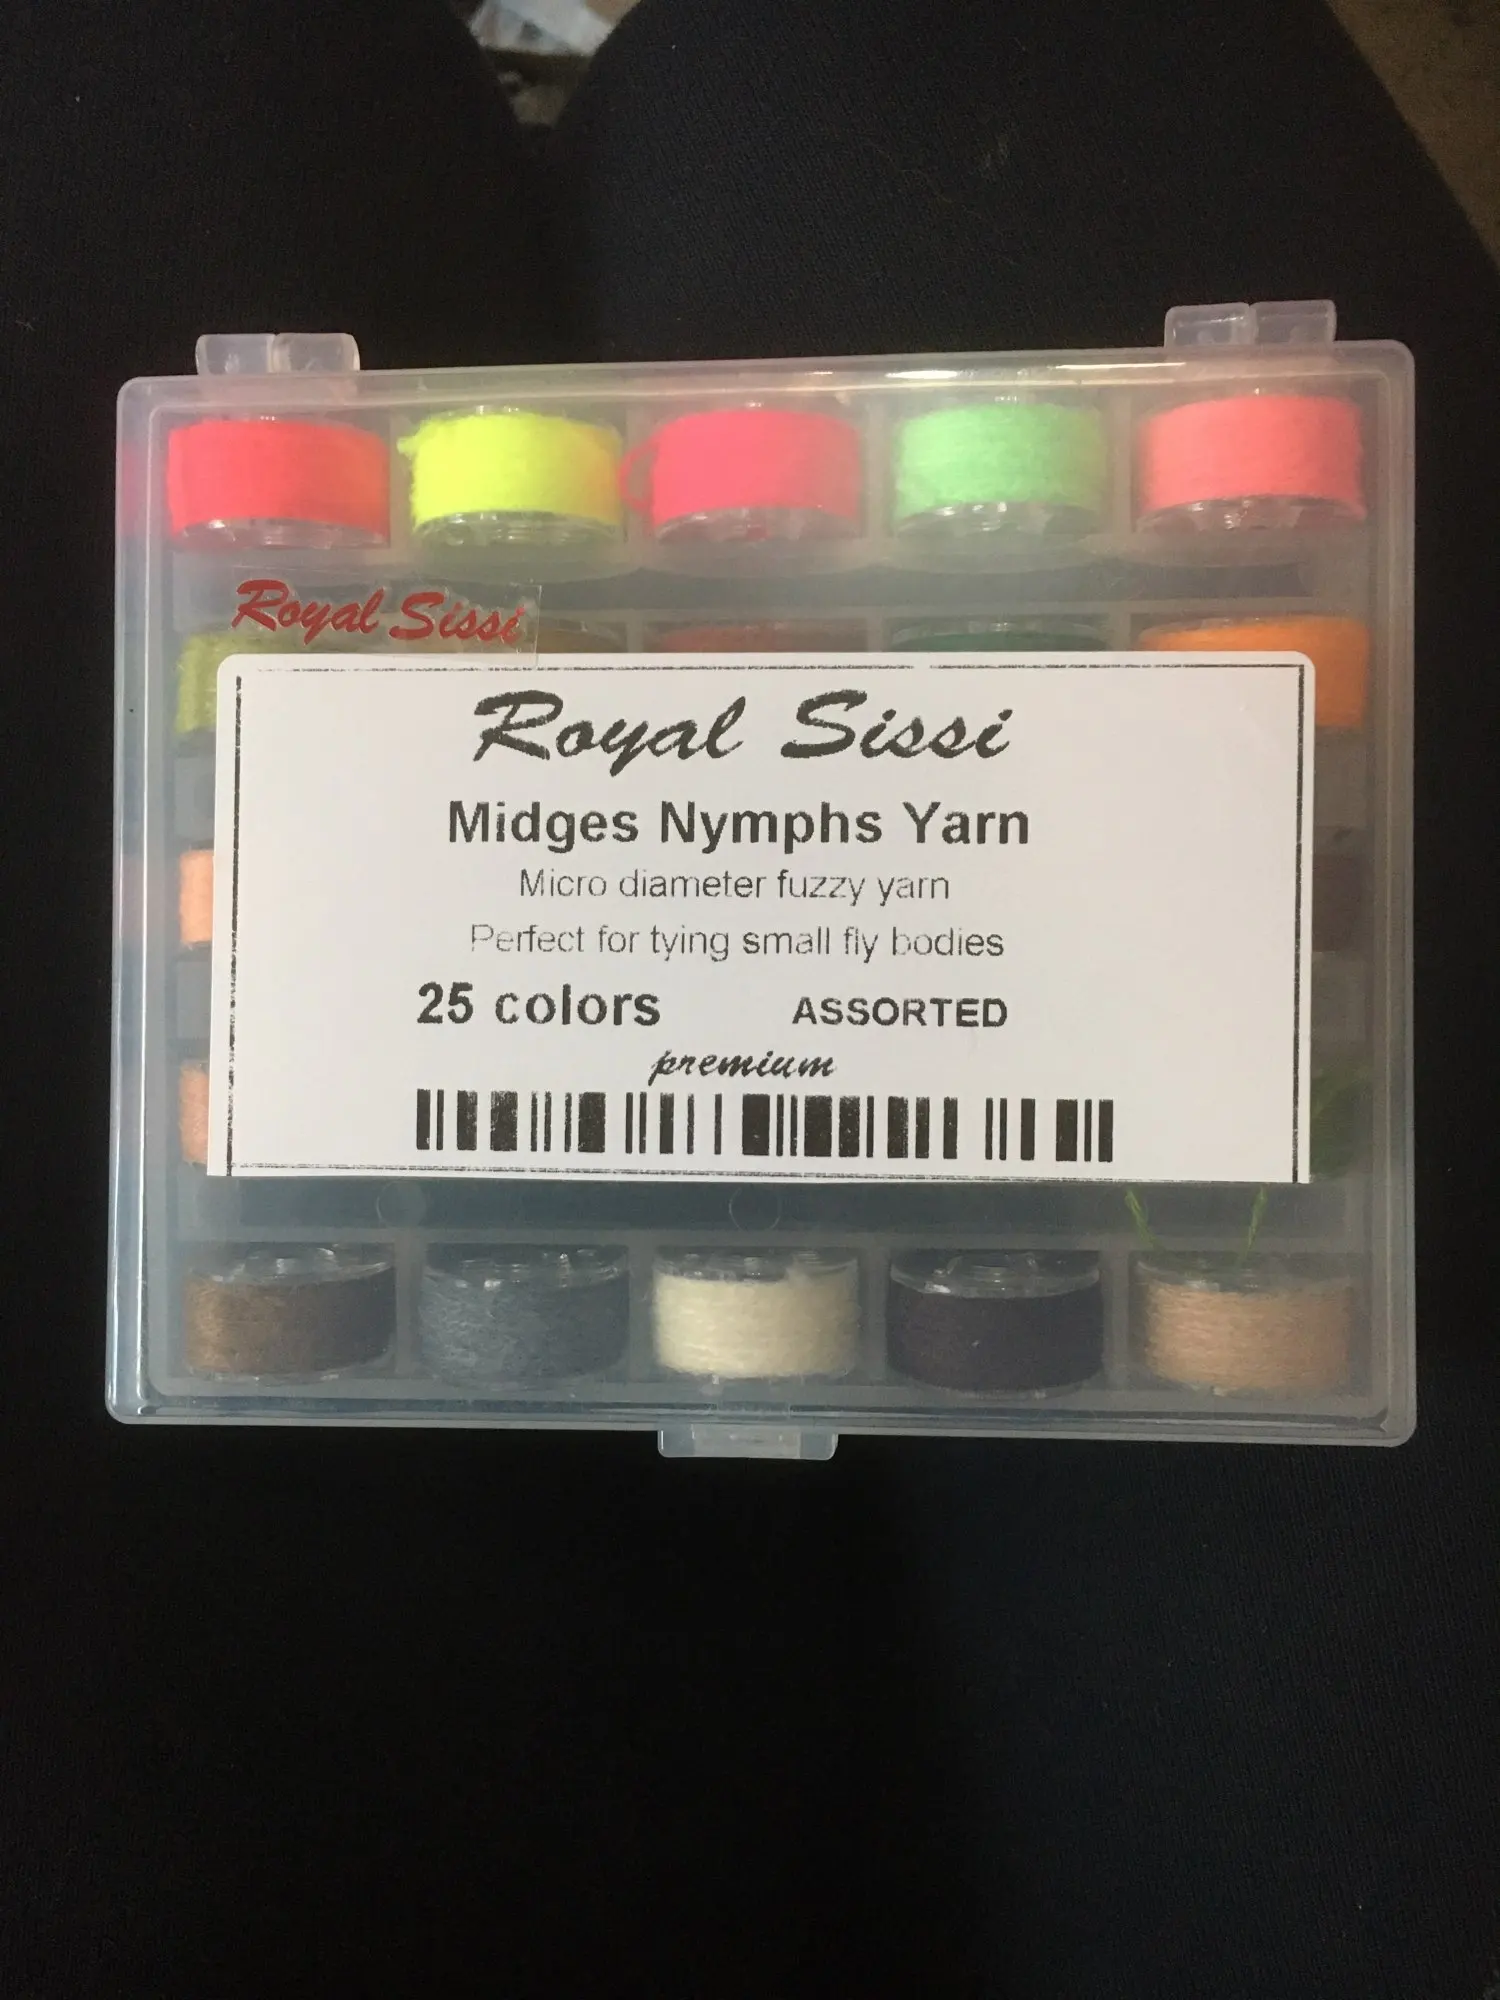 Royal Sissi
Royal Sissi
Midges Nymphs Yarn
Micro diameter fuzzy yarn
Perfect for tying small fly bodies
25 colors ASSORTED
premium